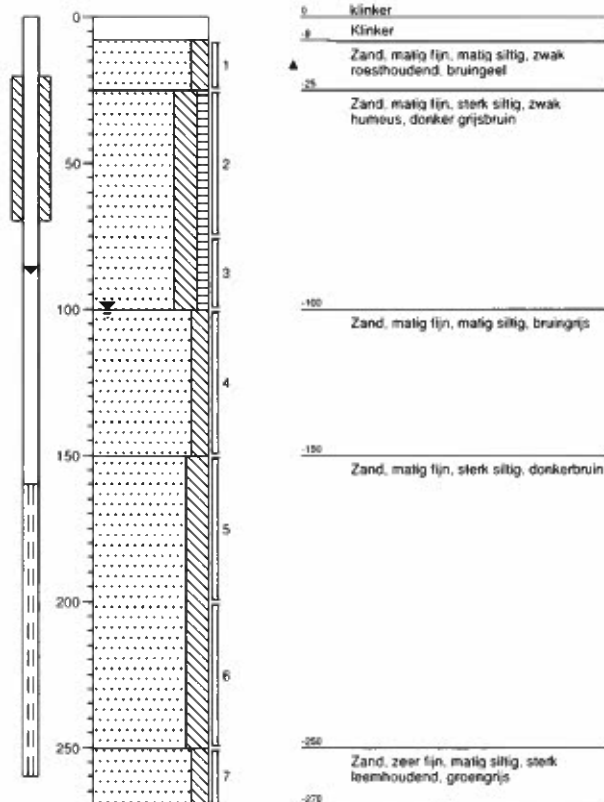 0
50
100
150
200
250
1
2
3
4
5
6
7
0
klinker
-8
Klinker
Zand, matig fijn, matig siltig, zwak
roesthoudend, bruingeel
-25
Zand, matig fijn, sterk siltig, zwak
humeus, donker grijsbruin
-100
Zand, matig fijn, matig siltig, bruingrijs
-150
Zand, matig fijn, sterk siltig, donkerbruin
-250
Zand, zeer fijn, matig siltig, sterk
leemhoudend, groengrijs
-270